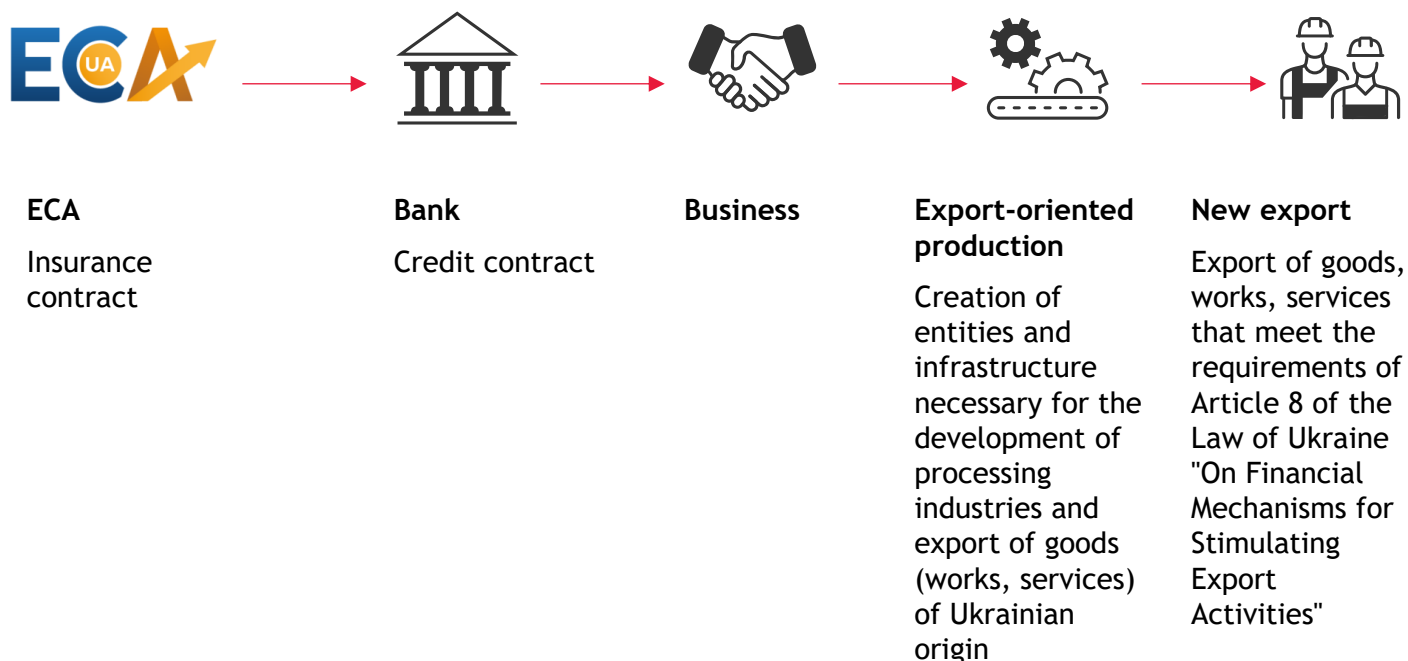 ECA
UA
ECA
Insurance
contract
Bank
Credit contract
Business
Export-oriented
production
Creation of
entities and
infrastructure
necessary for the
development of
processing
industries and
export of goods
(works, services)
of Ukrainian
origin
New export
Export of goods,
works, services
that meet the
requirements of
Article 8 of the
Law of Ukraine
"On Financial
Mechanisms for
Stimulating
Export
Activities"